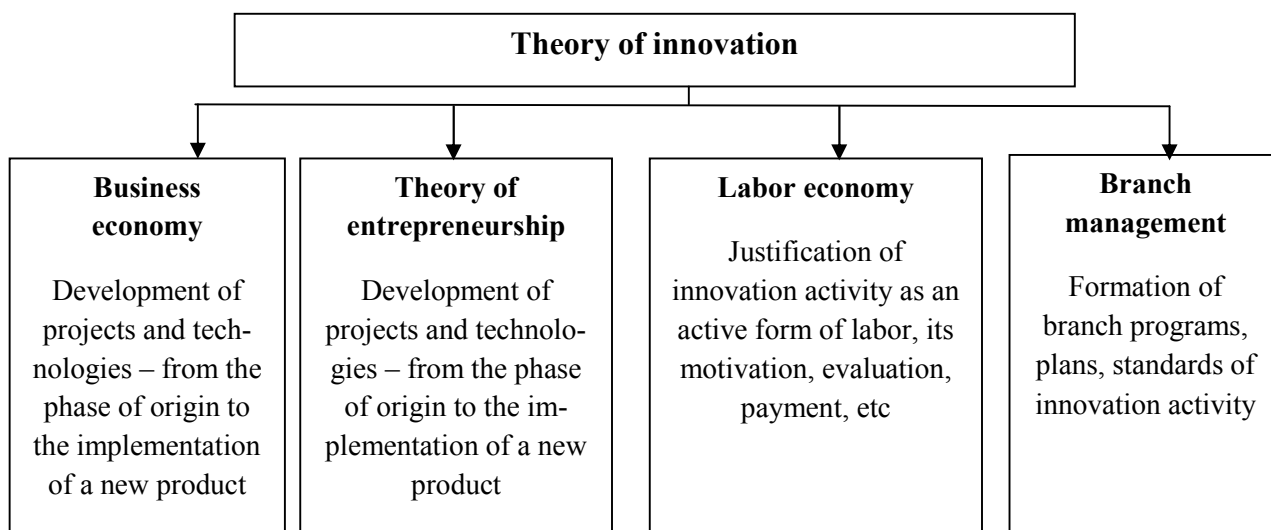 Theory of innovation
Business
economy
Development of
projects and tech-
nologies – from the
phase of origin to
the implementation
of a new product
Theory of
entrepreneurship
Development of
projects and technolo-
gies – from the phase
of origin to the im-
plementation of a new
product
Labor economy
Justification of
innovation activity as an
active form of labor, its
motivation, evaluation,
payment, etc
Branch
management
Formation of
branch programs,
plans, standards of
innovation activity